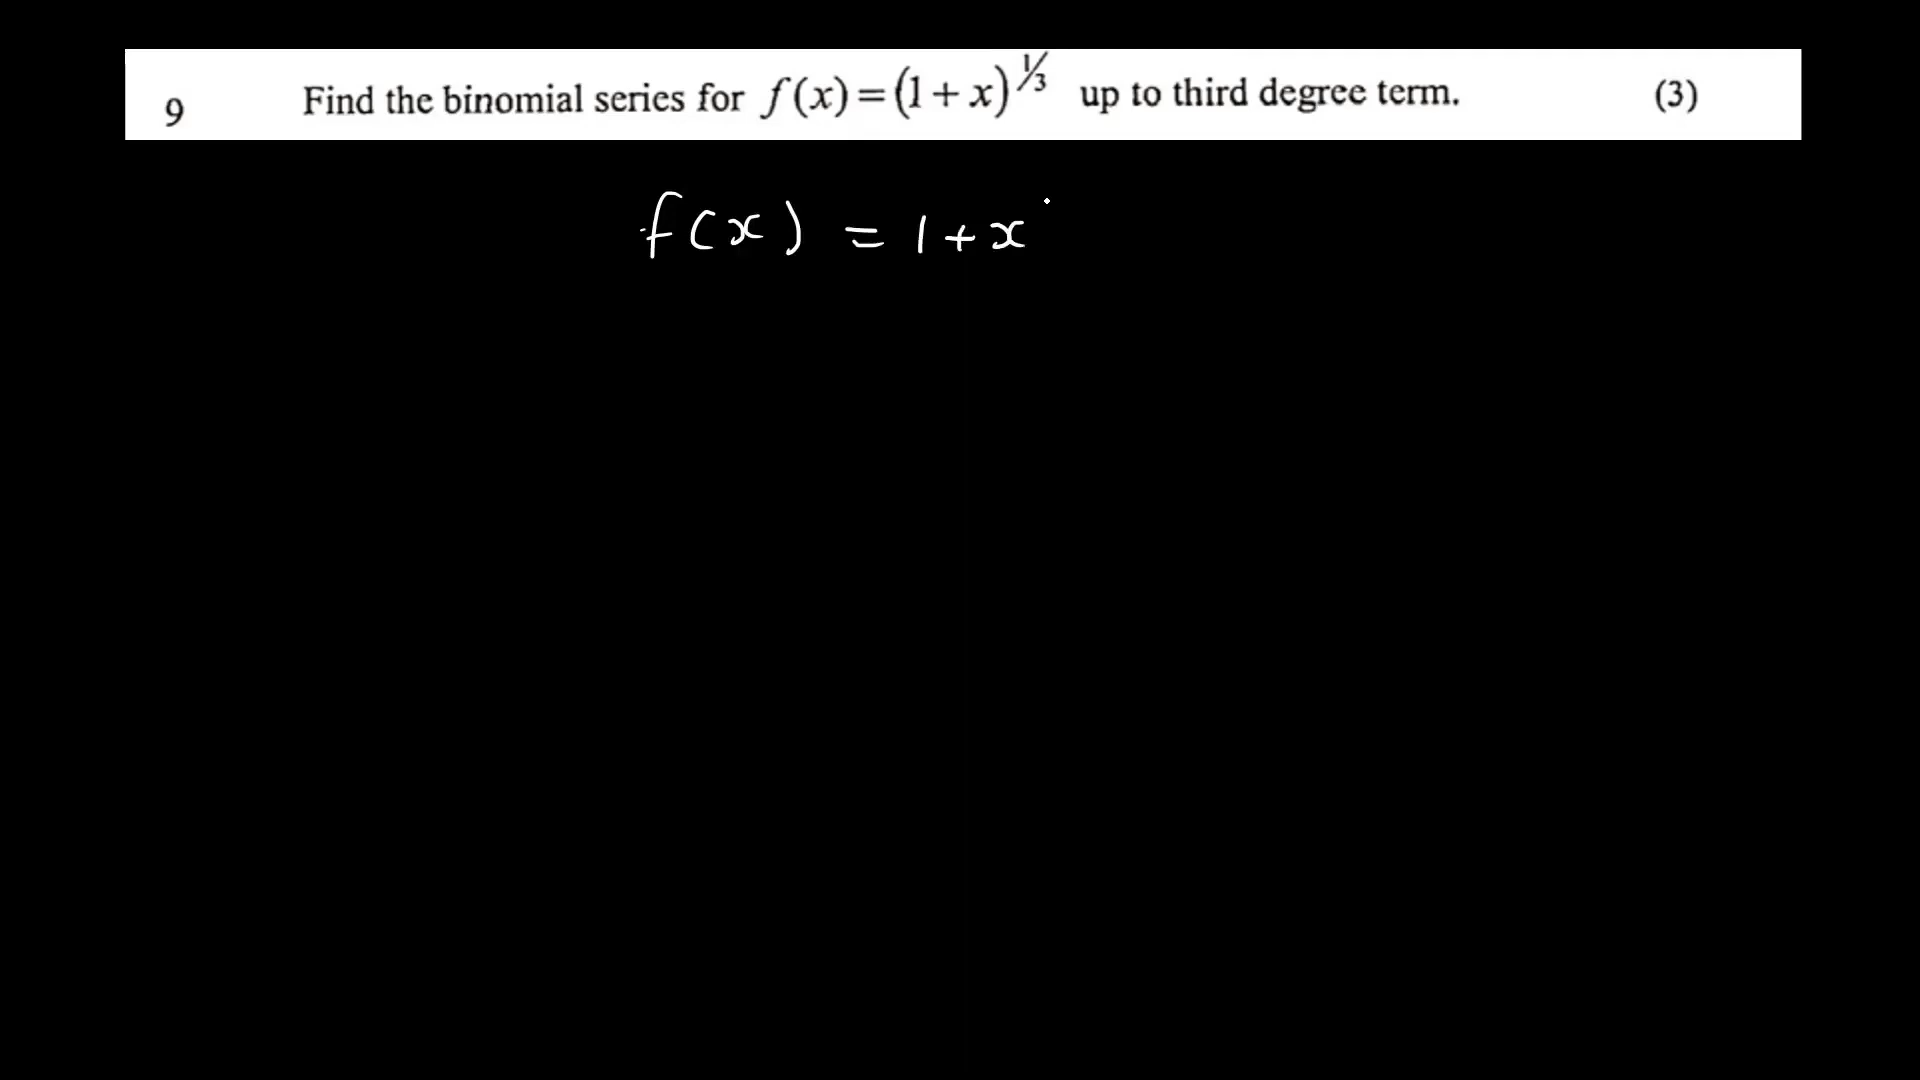 9 Find the binomial series for f(x)=(1+x)^{1/3} up to third degree term. (3)
f(x) = 1+x